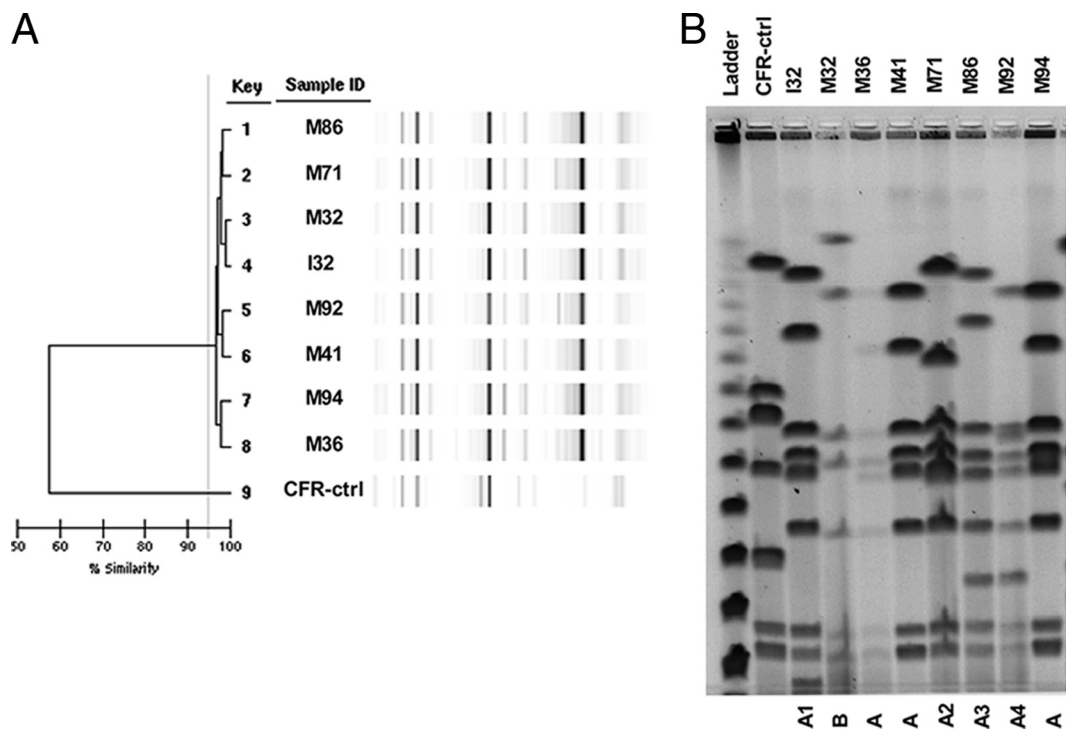 A
Key Sample ID
1 M86
2 M71
3 M32
4 I32
5 M92
6 M41
7 M94
8 M36
9 CFR-ctrl
50 60 70 80 90 100
% Similarity
B
Ladder
CFR-ctrl
I32
M32
M36
M41
M71
M86
M92
M94
A1
B
A
A
A2
A3
A4
A